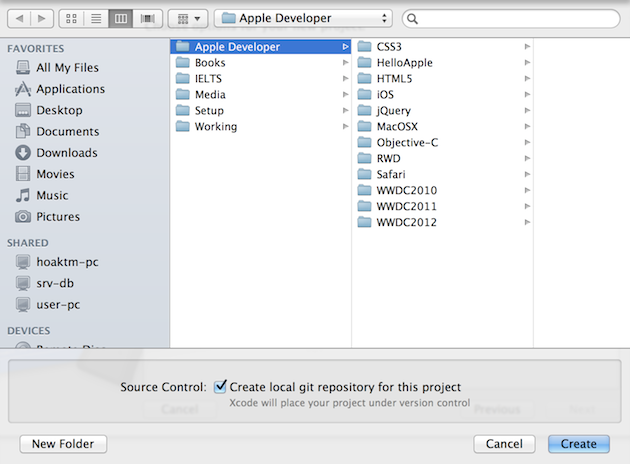 Apple Developer
FAVORITES
All My Files
Applications
Desktop
Documents
Downloads
Movies
Music
Pictures
SHARED
hoaktm-pc
srv-db
user-pc
DEVICES
Remote Disc
Apple Developer
Books
IELTS
Media
Setup
Working
CSS3
HelloApple
HTML5
iOS
jQuery
MacOSX
Objective-C
RWD
Safari
WWDC2010
WWDC2011
WWDC2012
Source Control: Create local git repository for this project
Xcode will place your project under version control
Cancel Previous Next
New Folder Cancel Create